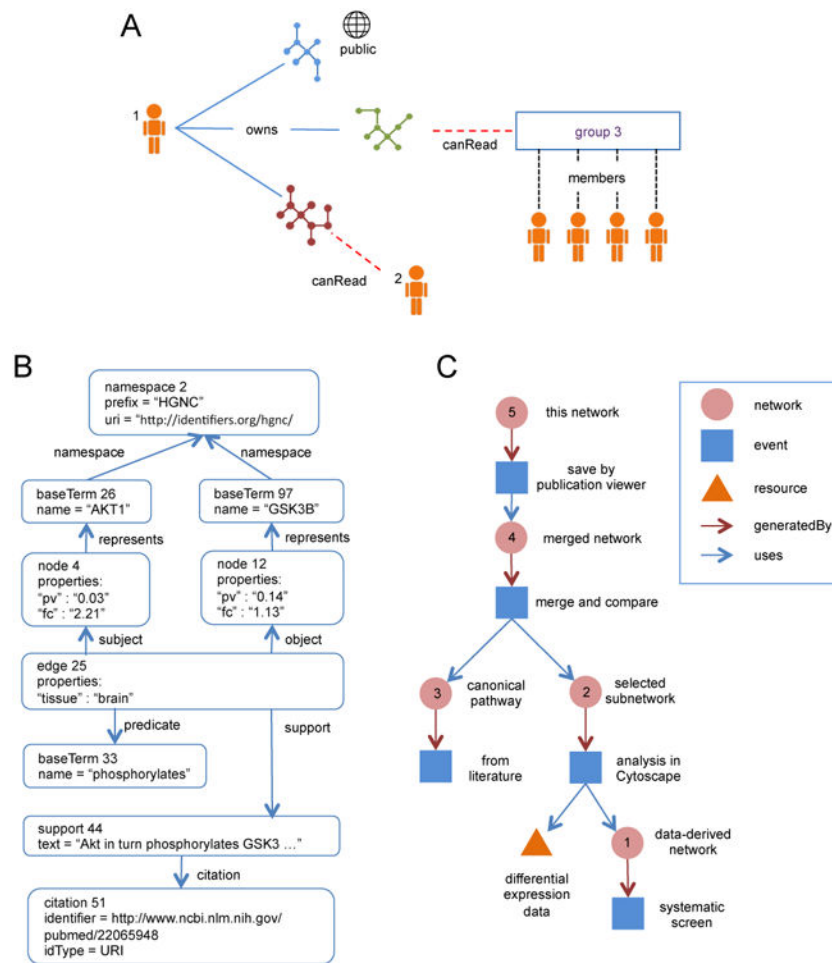 A
public
1
owns
canRead
group 3
members
canRead
2
B
namespace 2
prefix = “HGNC”
uri = “http://identifiers.org/hgnc/
namespace
namespace
baseTerm 26
name = “AKT1”
baseTerm 97
name = “GSK3B”
represents
represents
node 4
properties:
“pv” : “0.03”
“fc” : “2.21”
node 12
properties:
“pv” : “0.14”
“fc” : “1.13”
subject
object
edge 25
properties:
“tissue” : “brain”
predicate
support
baseTerm 33
name = “phosphorylates”
support 44
text = “Akt in turn phosphorylates GSK3 …”
citation
citation 51
identifier = http://www.ncbi.nlm.nih.gov/
pubmed/22065948
idType = URI
C
5
this network
save by
publication viewer
4
merged network
merge and compare
3
canonical
pathway
2
selected
subnetwork
from
literature
analysis in
Cytoscape
differential
expression
data
1
data-derived
network
systematic
screen
network
event
resource
generatedBy
uses